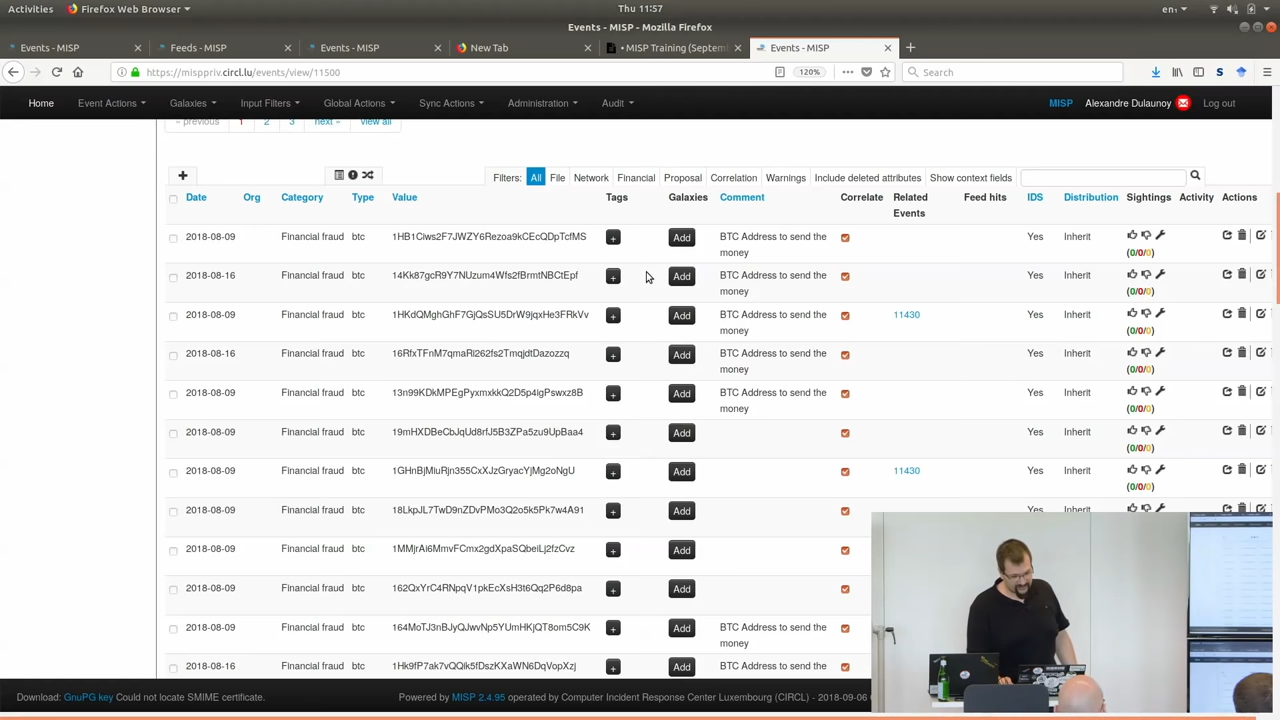 Activities Firefox Web Browser Thu 11:57 en1
Events - MISP - Mozilla Firefox
Events - MISP × Feeds - MISP × Events - MISP × New Tab × • MISP Training (Septem × Events - MISP × +
https://misppriv.circl.lu/events/view/11500 120% Search
Home Event Actions Galaxies Input Filters Global Actions Sync Actions Administration Audit MISP Alexandre Dulaunoy Log out
« previous 1 2 3 next » view all
+ Filters: All File Network Financial Proposal Correlation Warnings Include deleted attributes Show context fields
Date Org Category Type Value Tags Galaxies Comment Correlate Related Events Feed hits IDS Distribution Sightings Activity Actions
2018-08-09 Financial fraud btc 1HB1Ciws2F7JWZY6Rezoa9kCEcQDpTcfMS + Add BTC Address to send the money Yes Inherit (0/0/0)
2018-08-16 Financial fraud btc 14Kk87gcR9Y7NUzum4Wfs2fBrmtNBCtEpf + Add BTC Address to send the money Yes Inherit (0/0/0)
2018-08-09 Financial fraud btc 1HKdQMghGhF7GjQsSU5DrW9jqxHe3FRkVv + Add BTC Address to send the money 11430 Yes Inherit (0/0/0)
2018-08-16 Financial fraud btc 16RfxTFnM7qmaRi262fs2TmqjdtDazozzq + Add BTC Address to send the money Yes Inherit (0/0/0)
2018-08-09 Financial fraud btc 13n99KDkMPEgPyxmxkkQ2D5p4igPswxz8B + Add BTC Address to send the money Yes Inherit (0/0/0)
2018-08-09 Financial fraud btc 19mHXDBeCbJqUd8rfJ5B3ZPa5zu9UpBaa4 + Add Yes Inherit (0/0/0)
2018-08-09 Financial fraud btc 1GHnBjMiuRjn355CxXJzGryacYjMg2oNgU + Add 11430 Yes Inherit (0/0/0)
2018-08-09 Financial fraud btc 18LkpJL7TwD9nZDvPMo3Q2o5k5Pk7w4A91 + Add Yes Inherit
2018-08-09 Financial fraud btc 1MMjrAi6MmvFCmx2gdXpaSQbeiLj2fzCvz + Add
2018-08-09 Financial fraud btc 162QxYrC4RNpqV1pkEcXsH3t6Qq2P6d8pa + Add
2018-08-09 Financial fraud btc 164MoTJ3nBJyQJwvNp5YUmHKjQT8om5C9K + Add BTC Address to send the money
2018-08-16 Financial fraud btc 1Hk9fP7ak7vQQik5fDszKXaWN6DqVopXzj + Add BTC Address to send the
Download: GnuPG key Could not locate SMIME certificate. Powered by MISP 2.4.95 operated by Computer Incident Response Center Luxembourg (CIRCL) - 2018-09-06